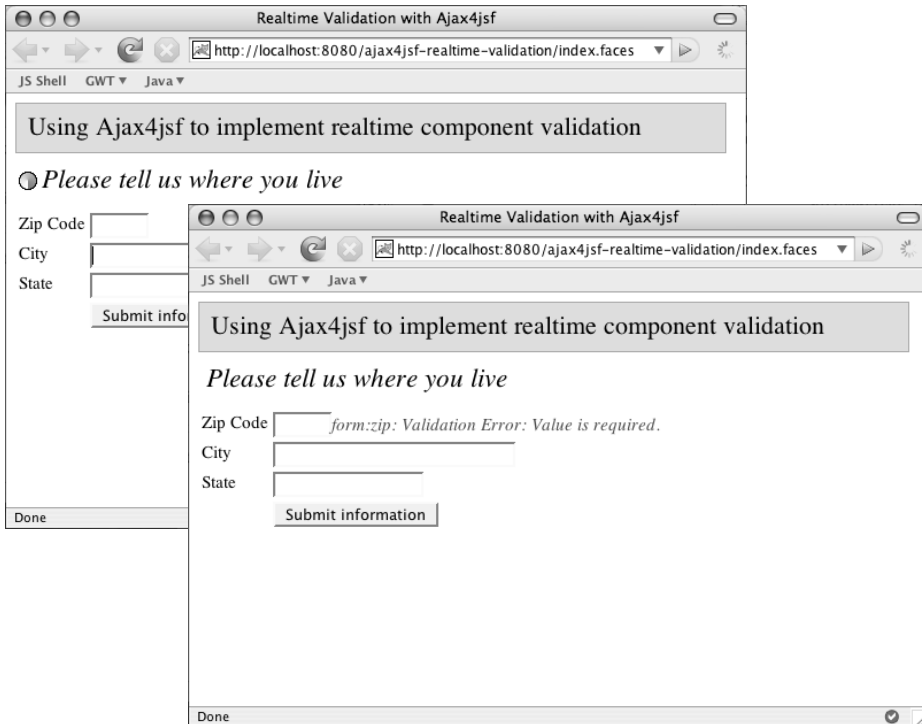 Realtime Validation with Ajax4jsf
http://localhost:8080/ajax4jsf-realtime-validation/index.faces
JS Shell GWT ▼ Java ▼
Using Ajax4jsf to implement realtime component validation
Please tell us where you live
Zip Code
City
State
Submit info
Done
Realtime Validation with Ajax4jsf
http://localhost:8080/ajax4jsf-realtime-validation/index.faces
JS Shell GWT ▼ Java ▼
Using Ajax4jsf to implement realtime component validation
Please tell us where you live
Zip Code form:zip: Validation Error: Value is required.
City
State
Submit information
Done